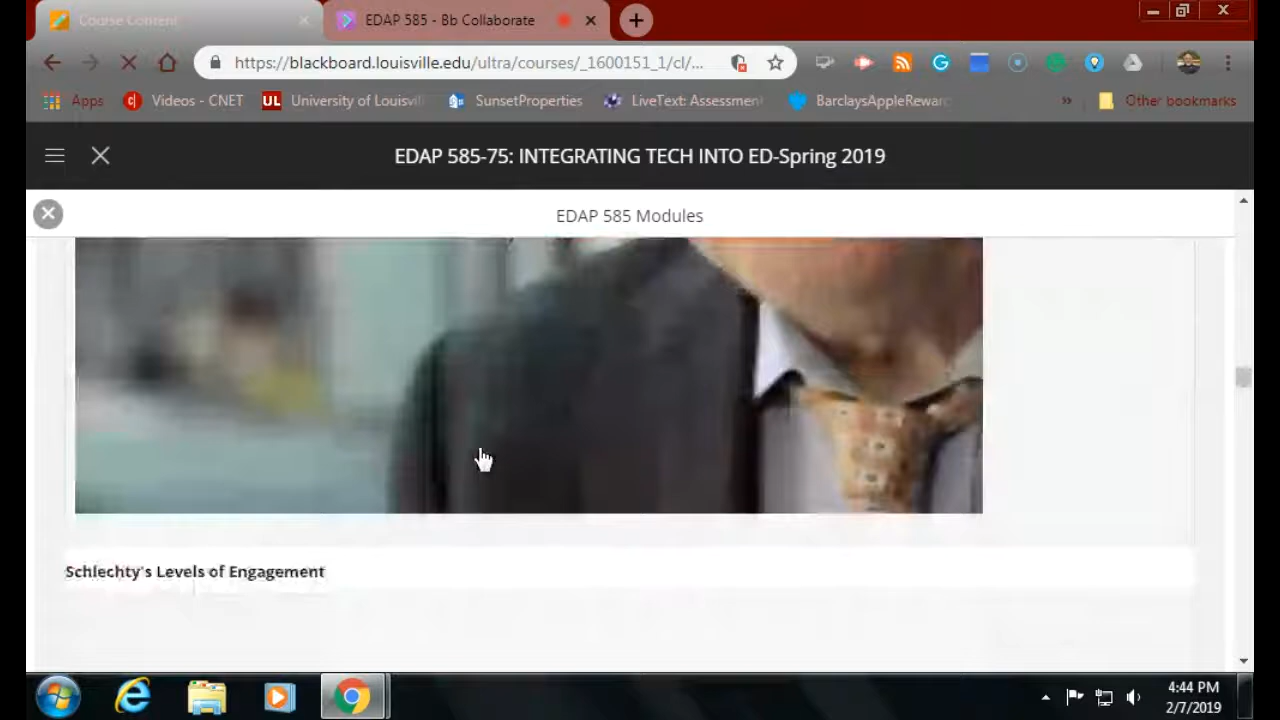 Course Content
EDAP 585 - Bb Collaborate
https://blackboard.louisville.edu/ultra/courses/_1600151_1/cl/...
Apps
Videos - CNET
UL
University of Louisvil
SunsetProperties
LiveText: Assessment
BarclaysAppleRewar
»
Other bookmarks
EDAP 585-75: INTEGRATING TECH INTO ED-Spring 2019
EDAP 585 Modules
Schlechty's Levels of Engagement
4:44 PM
2/7/2019